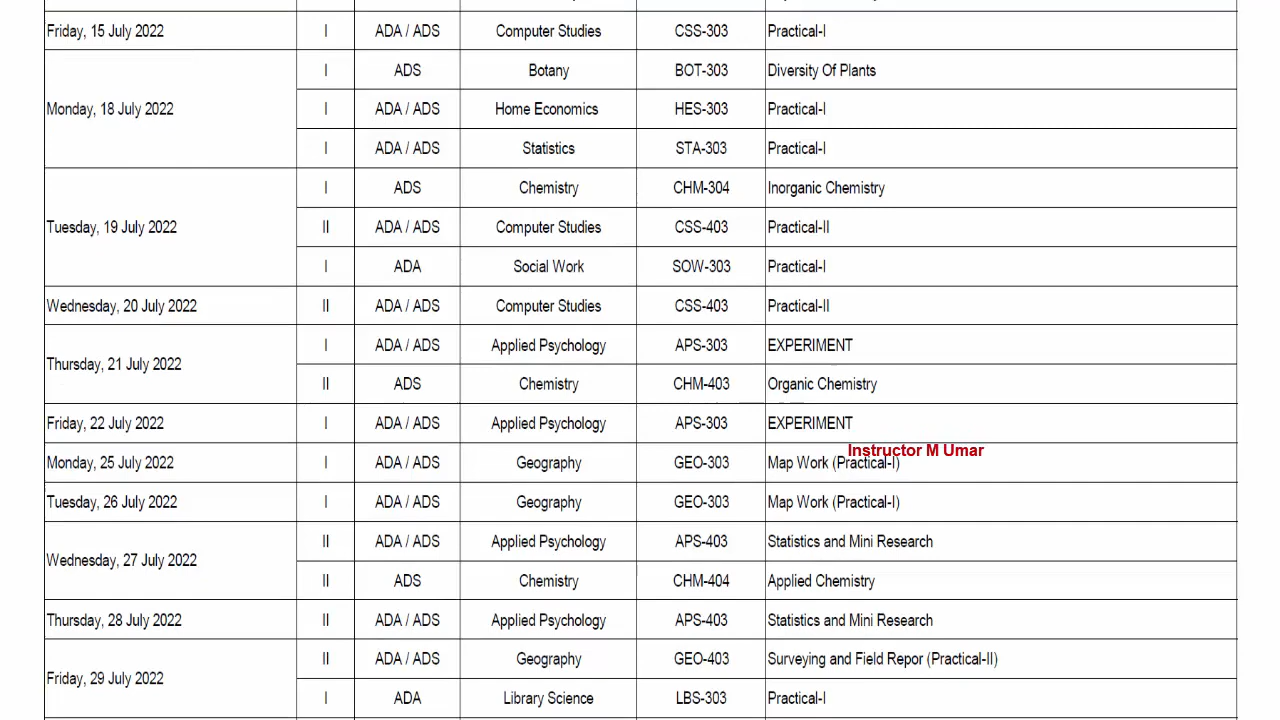 Friday, 15 July 2022 I ADA / ADS Computer Studies CSS-303 Practical-I
Monday, 18 July 2022 I ADS Botany BOT-303 Diversity Of Plants
I ADA / ADS Home Economics HES-303 Practical-I
I ADA / ADS Statistics STA-303 Practical-I
Tuesday, 19 July 2022 I ADS Chemistry CHM-304 Inorganic Chemistry
II ADA / ADS Computer Studies CSS-403 Practical-II
I ADA Social Work SOW-303 Practical-I
Wednesday, 20 July 2022 II ADA / ADS Computer Studies CSS-403 Practical-II
Thursday, 21 July 2022 I ADA / ADS Applied Psychology APS-303 EXPERIMENT
II ADS Chemistry CHM-403 Organic Chemistry
Friday, 22 July 2022 I ADA / ADS Applied Psychology APS-303 EXPERIMENT
Instructor M Umar
Monday, 25 July 2022 I ADA / ADS Geography GEO-303 Map Work (Practical-I)
Tuesday, 26 July 2022 I ADA / ADS Geography GEO-303 Map Work (Practical-I)
Wednesday, 27 July 2022 II ADA / ADS Applied Psychology APS-403 Statistics and Mini Research
II ADS Chemistry CHM-404 Applied Chemistry
Thursday, 28 July 2022 II ADA / ADS Applied Psychology APS-403 Statistics and Mini Research
Friday, 29 July 2022 II ADA / ADS Geography GEO-403 Surveying and Field Repor (Practical-II)
I ADA Library Science LBS-303 Practical-I